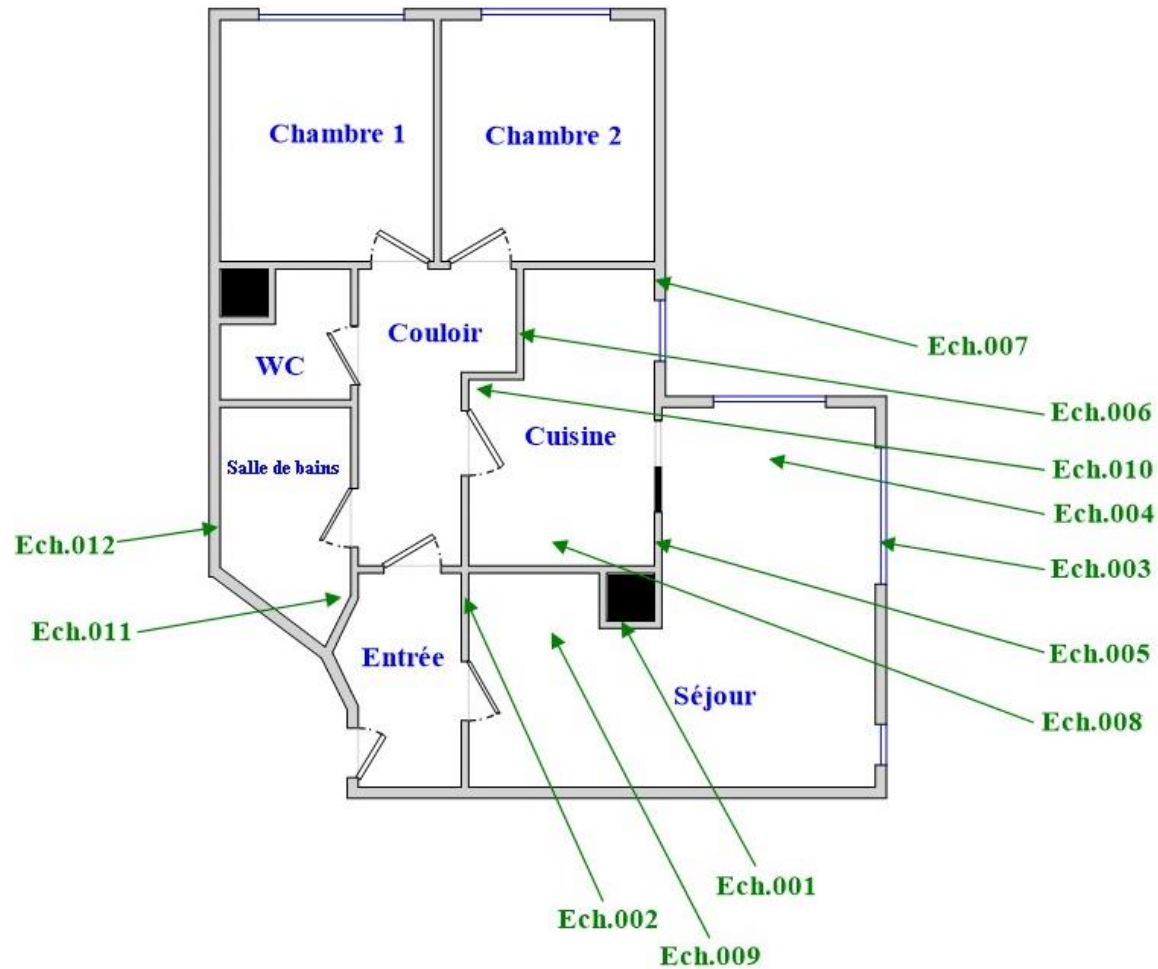 Chambre 1
Chambre 2
Couloir
WC
Ech.007
Ech.006
Cuisine
Salle de bains
Ech.010
Ech.004
Ech.012
Ech.003
Ech.011
Entrée
Ech.005
Séjour
Ech.008
Ech.001
Ech.002
Ech.009